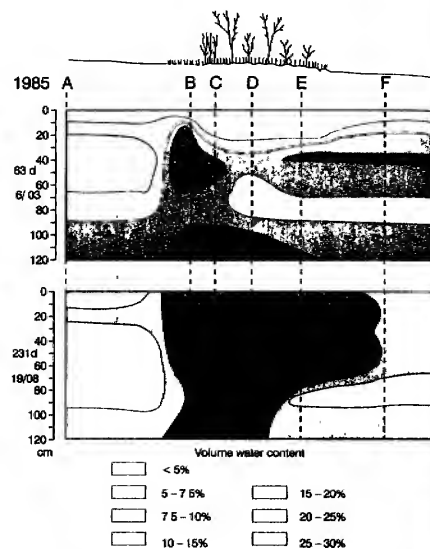 1985 A B C D E F
0
20
40
83 d
60
6/ 03
80
100
120
0
20
40
231 d
60
19/08
80
100
120
cm Volume water content
< 5%
5 - 7 5% 15 - 20%
7 5 - 10% 20 - 25%
10 - 15% 25 - 30%